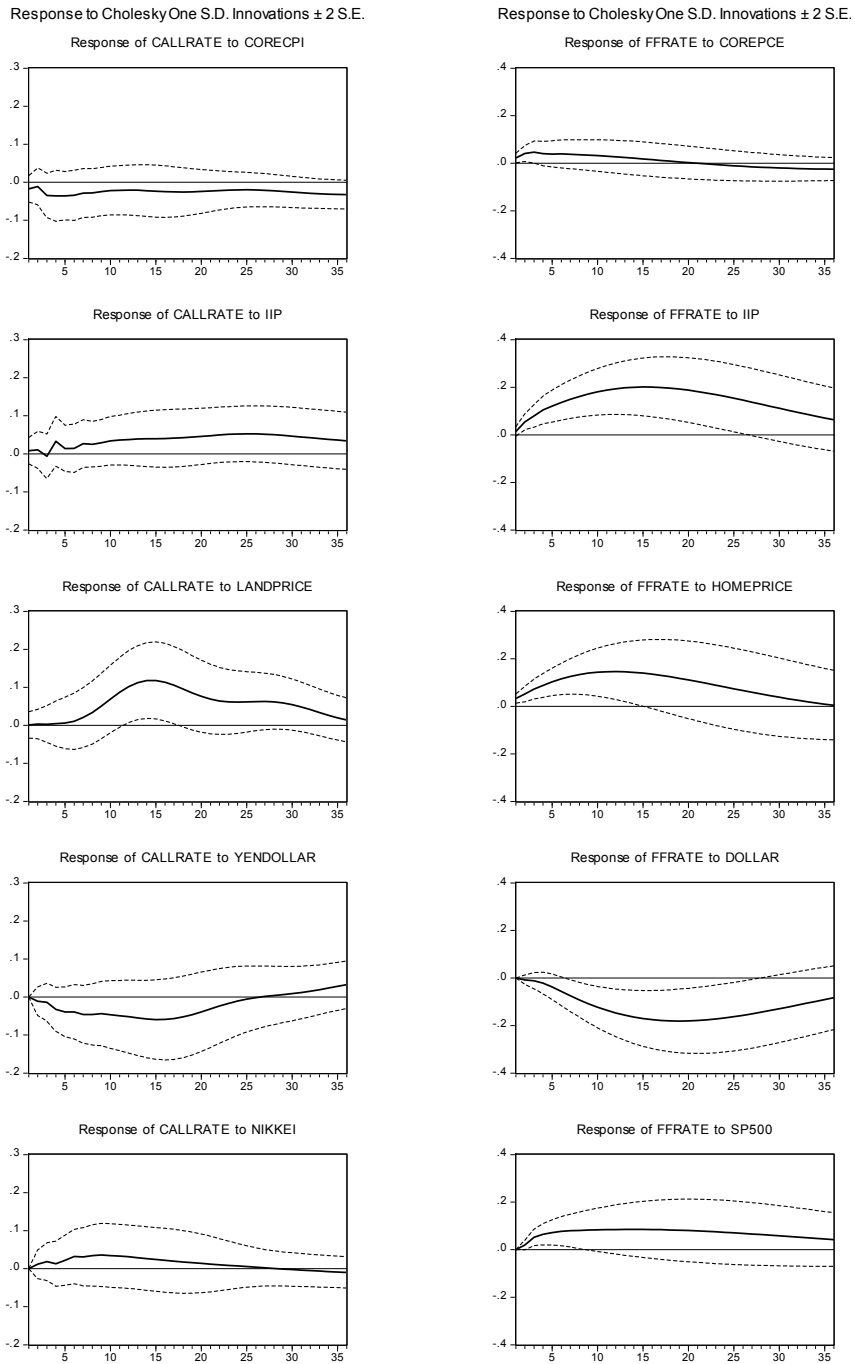 Response to Cholesky One S.D. Innovations ± 2 S.E.
Response of CALLRATE to CORECPI
.3
.2
.1
.0
-.1
-.2
5 10 15 20 25 30 35
Response of CALLRATE to IIP
.3
.2
.1
.0
-.1
-.2
5 10 15 20 25 30 35
Response of CALLRATE to LANDPRICE
.3
.2
.1
.0
-.1
-.2
5 10 15 20 25 30 35
Response of CALLRATE to YENDOLLAR
.3
.2
.1
.0
-.1
-.2
5 10 15 20 25 30 35
Response of CALLRATE to NIKKEI
.3
.2
.1
.0
-.1
-.2
5 10 15 20 25 30 35
Response to Cholesky One S.D. Innovations ± 2 S.E.
Response of FFRATE to COREPCE
.4
.2
.0
-.2
-.4
5 10 15 20 25 30 35
Response of FFRATE to IIP
.4
.2
.0
-.2
-.4
5 10 15 20 25 30 35
Response of FFRATE to HOMEPRICE
.4
.2
.0
-.2
-.4
5 10 15 20 25 30 35
Response of FFRATE to DOLLAR
.4
.2
.0
-.2
-.4
5 10 15 20 25 30 35
Response of FFRATE to SP500
.4
.2
.0
-.2
-.4
5 10 15 20 25 30 35